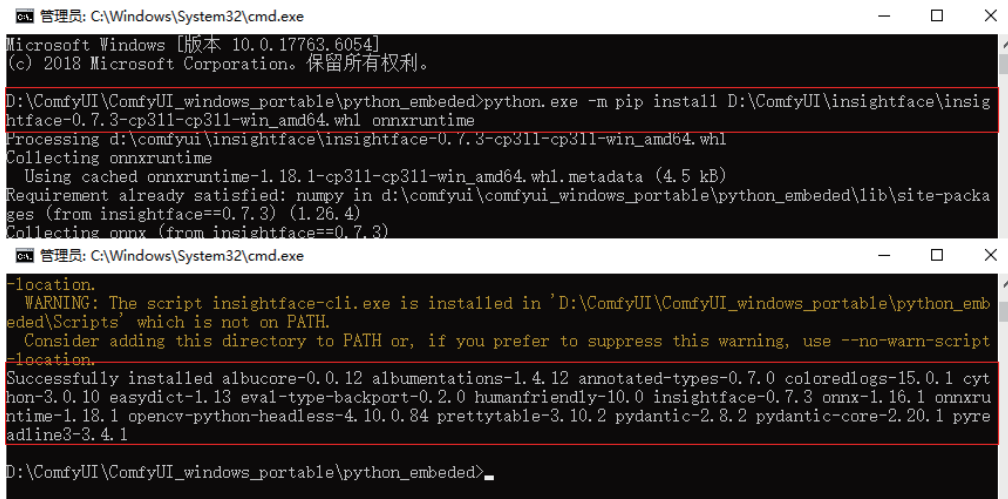 管理员: C:\Windows\System32\cmd.exe
Microsoft Windows [版本 10.0.17763.6054]
(c) 2018 Microsoft Corporation。保留所有权利。
D:\ComfyUI\ComfyUI_windows_portable\python_embeded>python.exe -m pip install D:\ComfyUI\insightface\insig
htface-0.7.3-cp311-cp311-win_amd64.whl onnxruntime
Processing d:\comfyui\insightface\insightface-0.7.3-cp311-cp311-win_amd64.whl
Collecting onnxruntime
  Using cached onnxruntime-1.18.1-cp311-cp311-win_amd64.whl.metadata (4.5 kB)
Requirement already satisfied: numpy in d:\comfyui\comfyui_windows_portable\python_embeded\lib\site-packa
ges (from insightface==0.7.3) (1.26.4)
Collecting onnx (from insightface==0.7.3)
管理员: C:\Windows\System32\cmd.exe
-location.
  WARNING: The script insightface-cli.exe is installed in 'D:\ComfyUI\ComfyUI_windows_portable\python_emb
eded\Scripts' which is not on PATH.
  Consider adding this directory to PATH or, if you prefer to suppress this warning, use --no-warn-script
-location.
Successfully installed albucore-0.0.12 albumentations-1.4.12 annotated-types-0.7.0 coloredlogs-15.0.1 cyt
hon-3.0.10 easydict-1.13 eval-type-backport-0.2.0 humanfriendly-10.0 insightface-0.7.3 onnx-1.16.1 onnxru
ntime-1.18.1 opencv-python-headless-4.10.0.84 prettytable-3.10.2 pydantic-2.8.2 pydantic-core-2.20.1 pyre
adline3-3.4.1
D:\ComfyUI\ComfyUI_windows_portable\python_embeded>